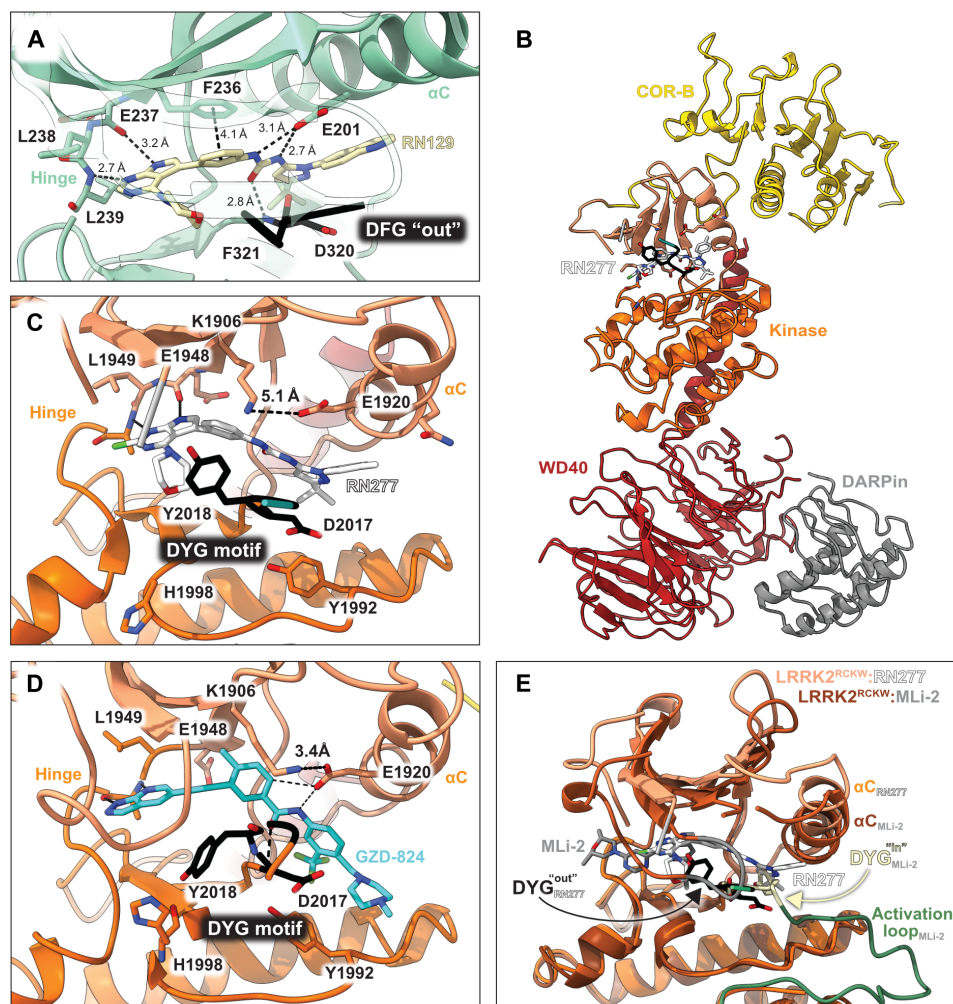 A
F236
αC
E237
3.1 Å
E201
L238
4.1 Å
RN129
3.2 Å
2.7 Å
Hinge
2.7 Å
L239
2.8 Å
DFG “out”
F321
D320
B
COR-B
RN277
Kinase
WD40
DARPin
C
K1906
L1949
E1948
5.1 Å
E1920
αC
Hinge
RN277
Y2018
D2017
DYG motif
H1998
Y1992
D
K1906
L1949
E1948
3.4Å
Hinge
E1920
αC
GZD-824
Y2018
D2017
DYG motif
H1998
Y1992
E
LRRK2RCKW:RN277
LRRK2RCKW:MLi-2
αCRN277
αCMLi-2
MLi-2
DYG“in”MLi-2
RN277
DYG“out”RN277
Activation
loopMLi-2